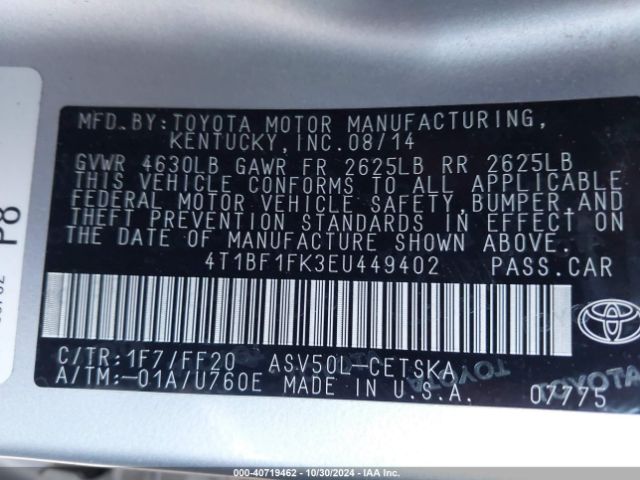 MFD.BY:TOYOTA MOTOR MANUFACTURING,
KENTUCKY,INC.08/14
GVWR 4630LB GAWR FR 2625LB RR 2625LB
THIS VEHICLE CONFORMS TO ALL APPLICABLE
FEDERAL MOTOR VEHICLE SAFETY,BUMPER,AND
THEFT PREVENTION STANDARDS IN EFFECT ON
THE DATE OF MANUFACTURE SHOWN ABOVE.
4T1BF1FK3EU449402 PASS.CAR
C/TR:1F7/FF20 ASV50L-CETSKA
A/TM:-01A/U760E MADE IN U.S.A. 07775
TOYOTA
TOYOTA
P8
000-40719462 - 10/30/2024 - IAA Inc.